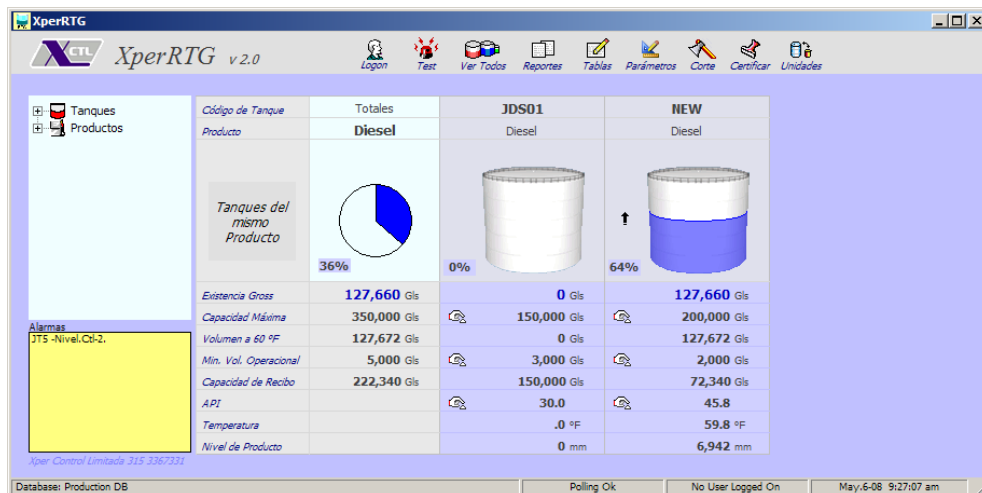 XperRTG
XCTL XperRTG v 2.0
Logon Test Ver Todos Reportes Tablas Parámetros Corte Certificar Unidades
Tanques
Productos
Código de Tanque Totales JDS01 NEW
Producto Diesel Diesel Diesel
Tanques del
mismo
Producto
36% 0% 64%
Existencia Gross 127,660 Gls 0 Gls 127,660 Gls
Capacidad Máxima 350,000 Gls 150,000 Gls 200,000 Gls
Volumen a 60 ºF 127,672 Gls 0 Gls 127,672 Gls
Min. Vol. Operacional 5,000 Gls 3,000 Gls 2,000 Gls
Capacidad de Recibo 222,340 Gls 150,000 Gls 72,340 Gls
API 30.0 45.8
Temperatura .0 ºF 59.8 ºF
Nivel de Producto 0 mm 6,942 mm
Alarmas
JT5 -Nivel.Ctl-2.
Xper Control Limitada 315 3367331
Database: Production DB Polling Ok No User Logged On May.6-08 9:27:07 am